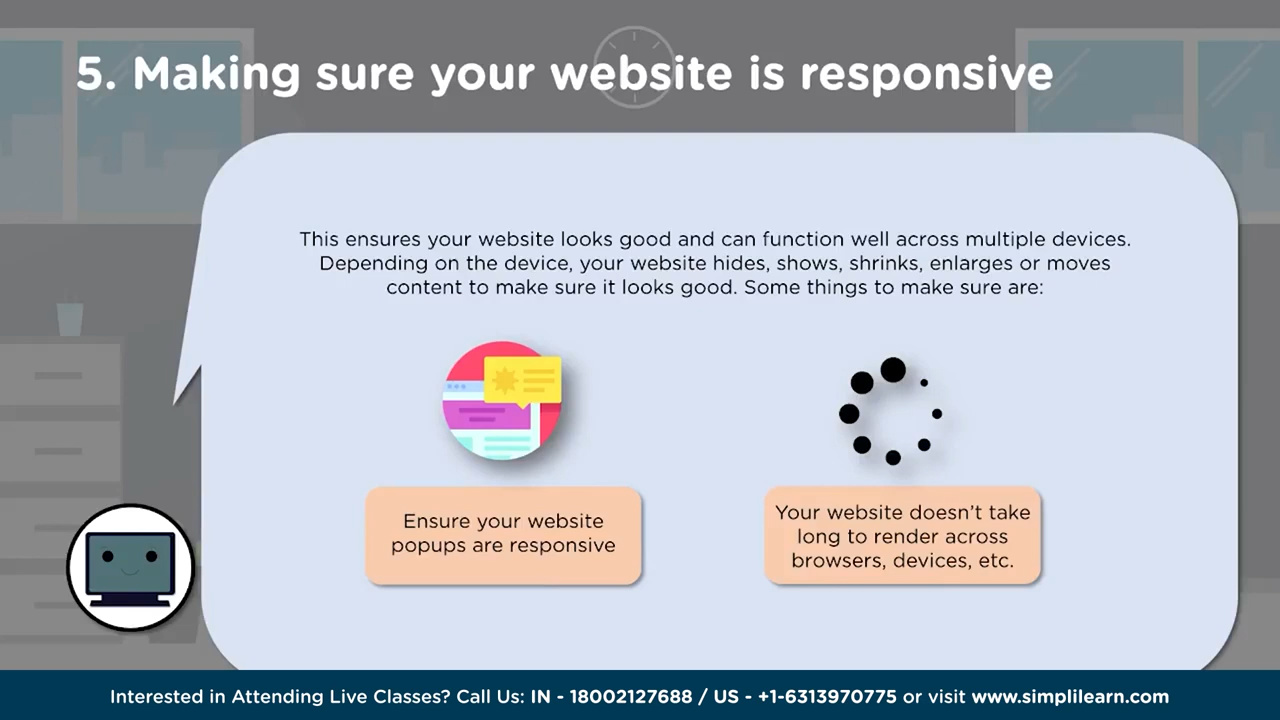 5. Making sure your website is responsive
This ensures your website looks good and can function well across multiple devices.
Depending on the device, your website hides, shows, shrinks, enlarges or moves
content to make sure it looks good. Some things to make sure are:
Ensure your website
popups are responsive
Your website doesn't take
long to render across
browsers, devices, etc.
Interested in Attending Live Classes? Call Us: IN - 18002127688 / US - +1-6313970775 or visit www.simplilearn.com